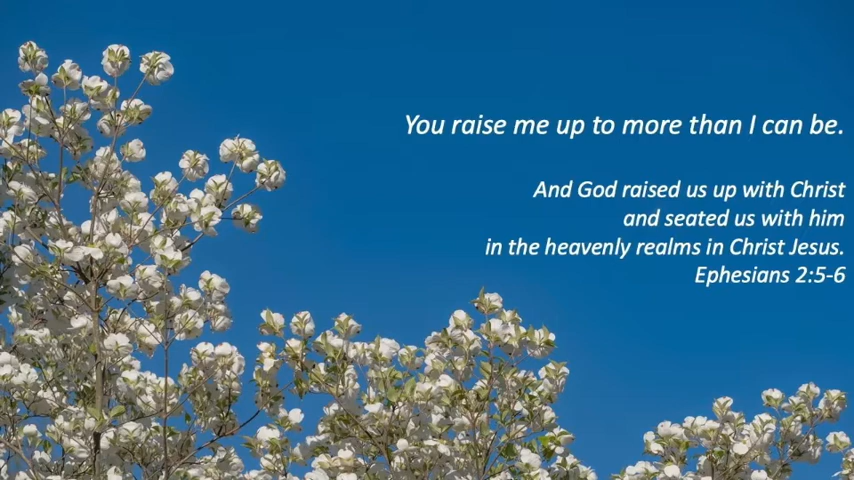 You raise me up to more than I can be.
And God raised us up with Christ
and seated us with him
in the heavenly realms in Christ Jesus.
Ephesians 2:5-6